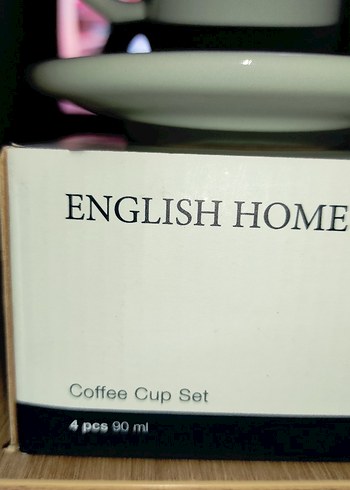 ENGLISH HOME
Coffee Cup Set
4 pcs 90 ml